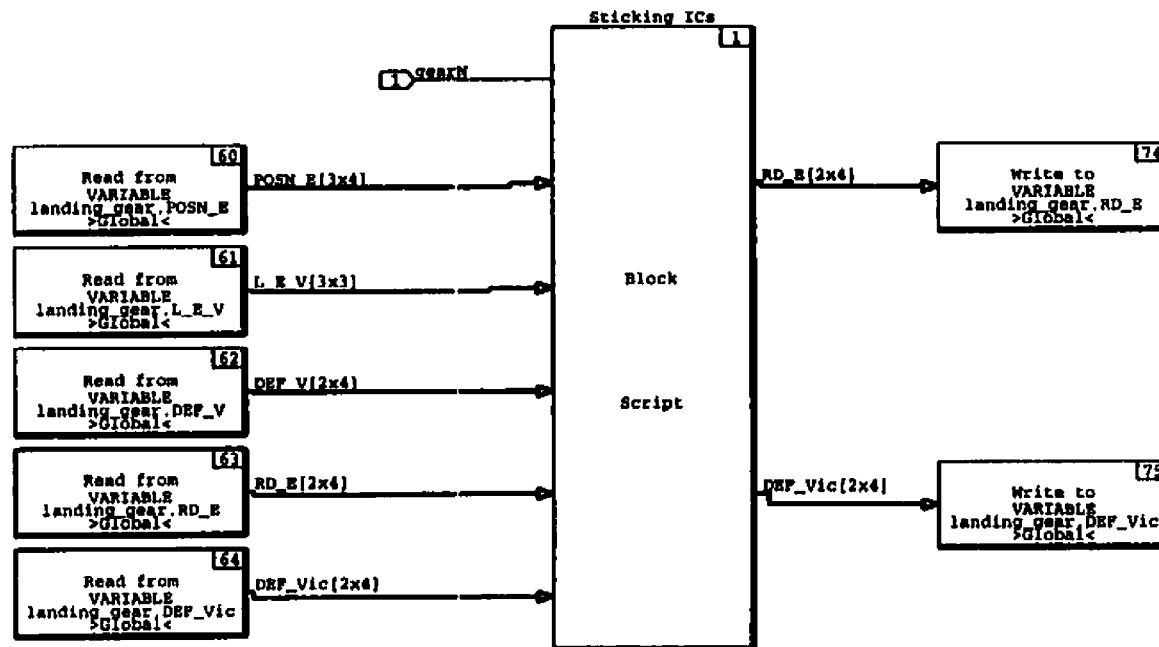 Sticking ICs
1
1
gearN
60
Read from
VARIABLE
landing_gear.POSN_E
>Global<
POSN_E[3x4]
61
Read from
VARIABLE
landing_gear.L_E_V
>Global<
L_E_V[3x3]
62
Read from
VARIABLE
landing_gear.DEF_V
>Global<
DEF_V[2x4]
63
Read from
VARIABLE
landing_gear.RD_E
>Global<
RD_E[2x4]
64
Read from
VARIABLE
landing_gear.DEF_Vic
>Global<
DEF_Vic[2x4]
Block
Script
RD_E[2x4]
74
Write to
VARIABLE
landing_gear.RD_E
>Global<
DEF_Vic[2x4]
75
Write to
VARIABLE
landing_gear.DEF_Vic
>Global<